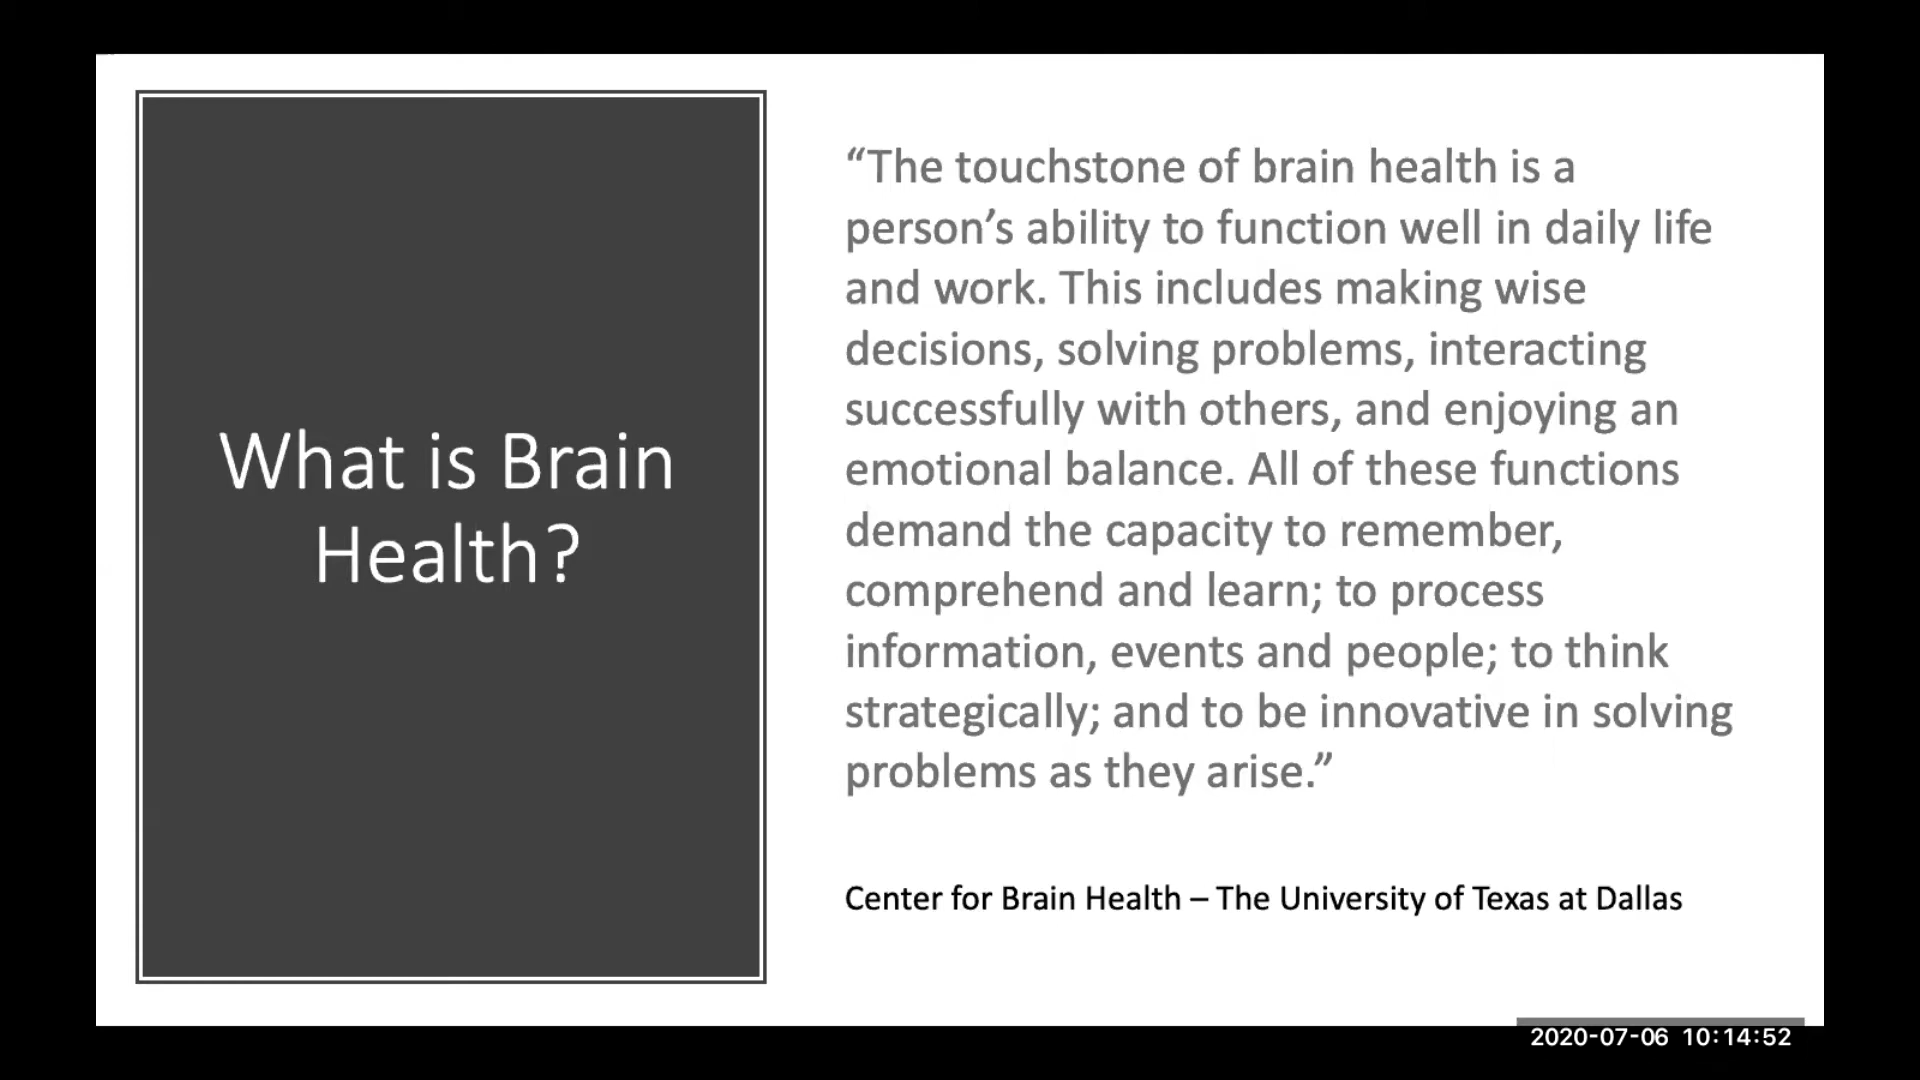 What is Brain
Health?
“The touchstone of brain health is a
person’s ability to function well in daily life
and work. This includes making wise
decisions, solving problems, interacting
successfully with others, and enjoying an
emotional balance. All of these functions
demand the capacity to remember,
comprehend and learn; to process
information, events and people; to think
strategically; and to be innovative in solving
problems as they arise.”
Center for Brain Health – The University of Texas at Dallas
2020-07-06 10:14:52